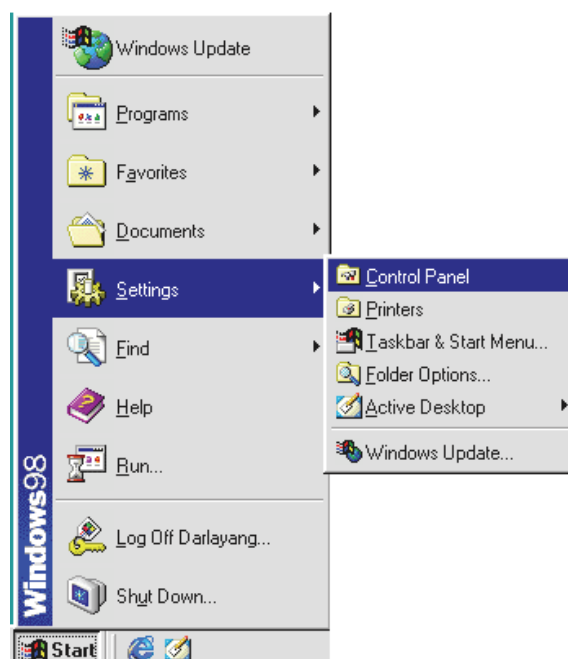 Windows Update
Programs
Favorites
Documents
Settings
Find
Help
Run...
Log Off Darlayang...
Shut Down...
Windows98
Control Panel
Printers
Taskbar & Start Menu...
Folder Options...
Active Desktop
Windows Update...
Start